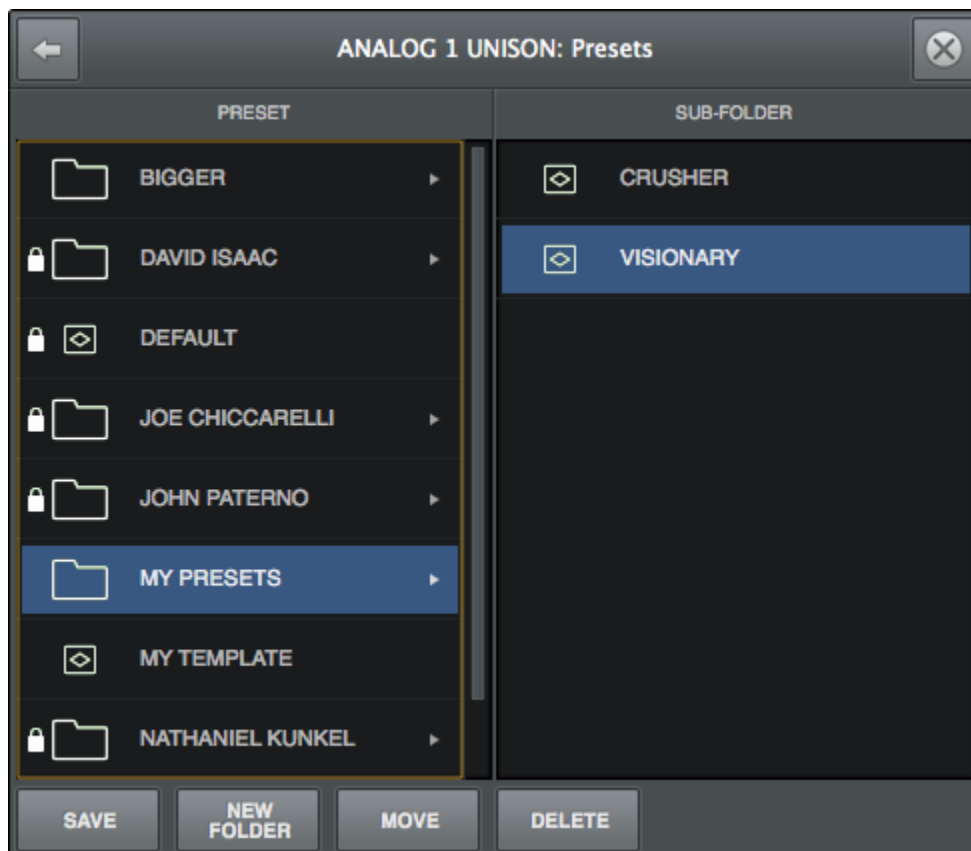 ANALOG 1 UNISON: Presets
PRESET
SUB-FOLDER
BIGGER
DAVID ISAAC
DEFAULT
JOE CHICCARELLI
JOHN PATERNO
MY PRESETS
MY TEMPLATE
NATHANIEL KUNKEL
CRUSHER
VISIONARY
SAVE
NEW
FOLDER
MOVE
DELETE